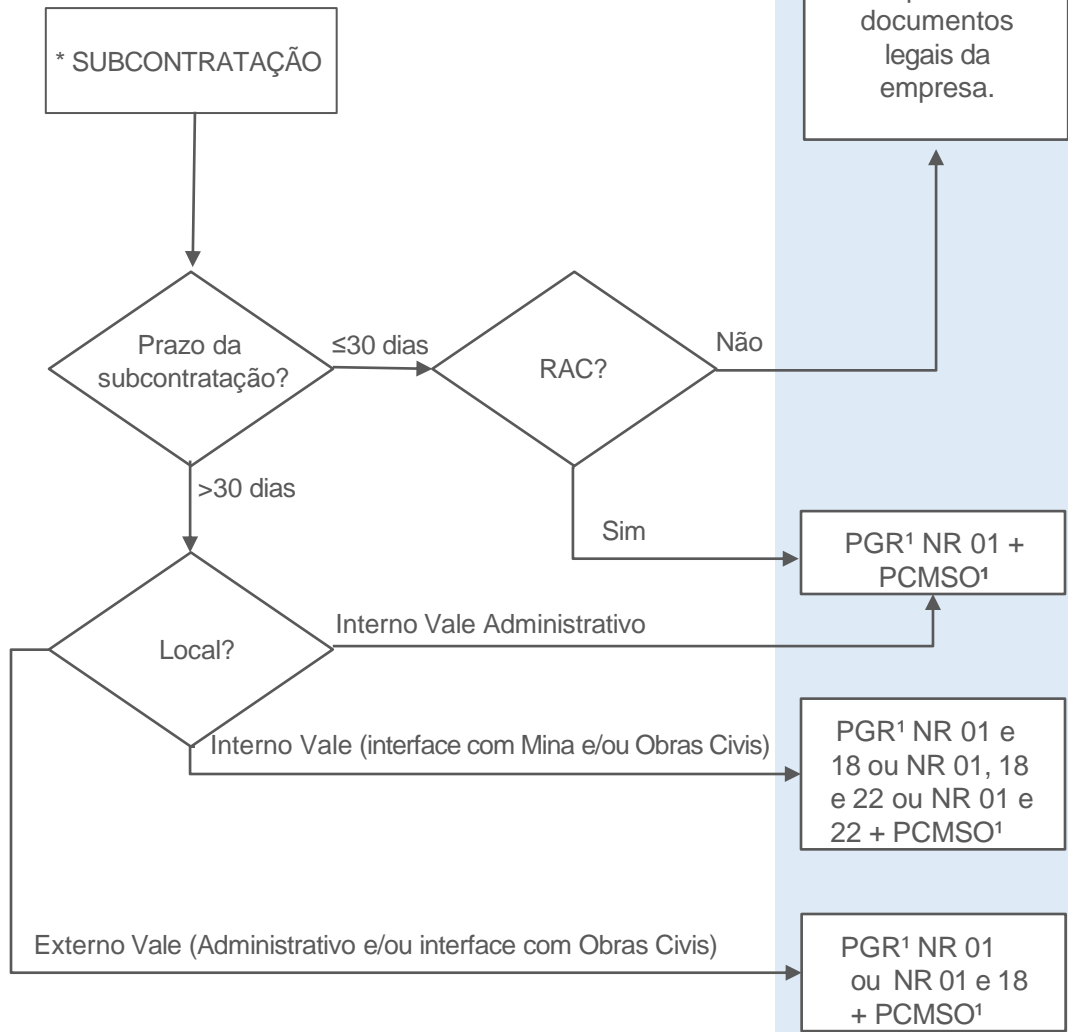 documentos
legais da
empresa.
* SUBCONTRATAÇÃO
Prazo da
subcontratação?
≤30 dias
RAC?
Não
>30 dias
Sim
PGR¹ NR 01 +
PCMSO¹
Local?
Interno Vale Administrativo
Interno Vale (interface com Mina e/ou Obras Civis)
PGR¹ NR 01 e
18 ou NR 01, 18
e 22 ou NR 01 e
22 + PCMSO¹
Externo Vale (Administrativo e/ou interface com Obras Civis)
PGR¹ NR 01
ou NR 01 e 18
+ PCMSO¹